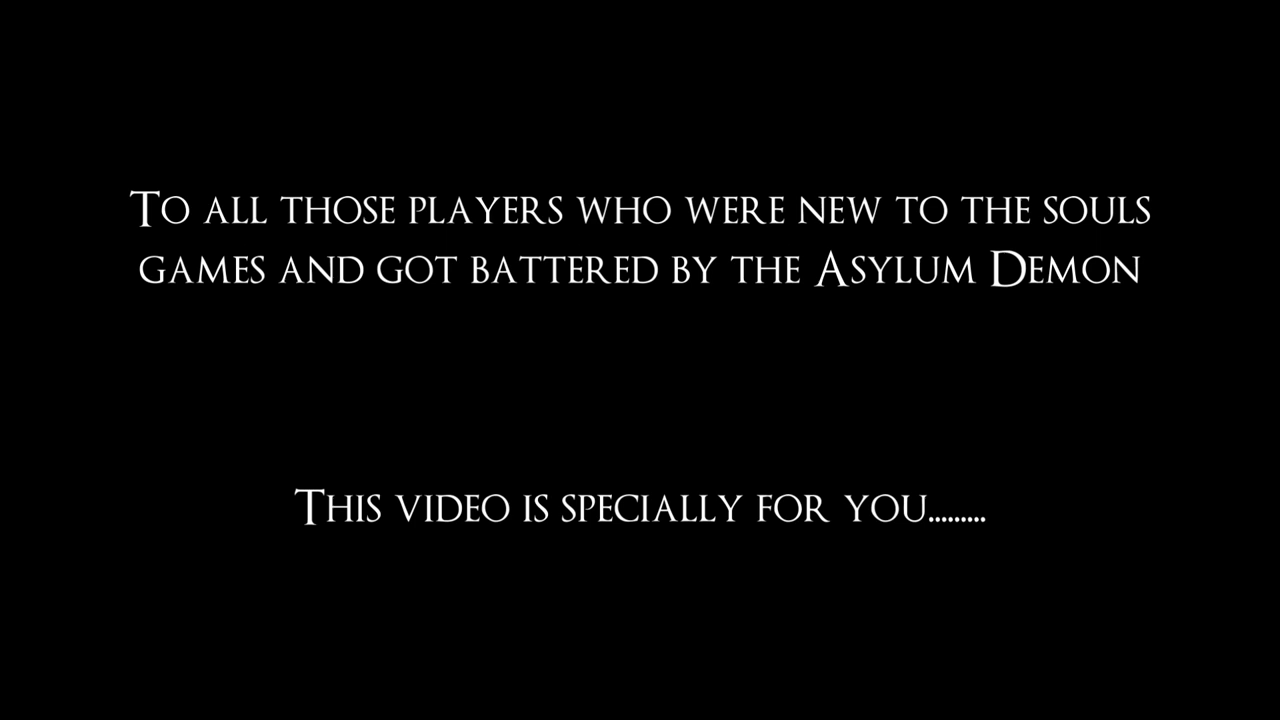 To all those players who were new to the souls
games and got battered by the Asylum Demon
This video is specially for you.........